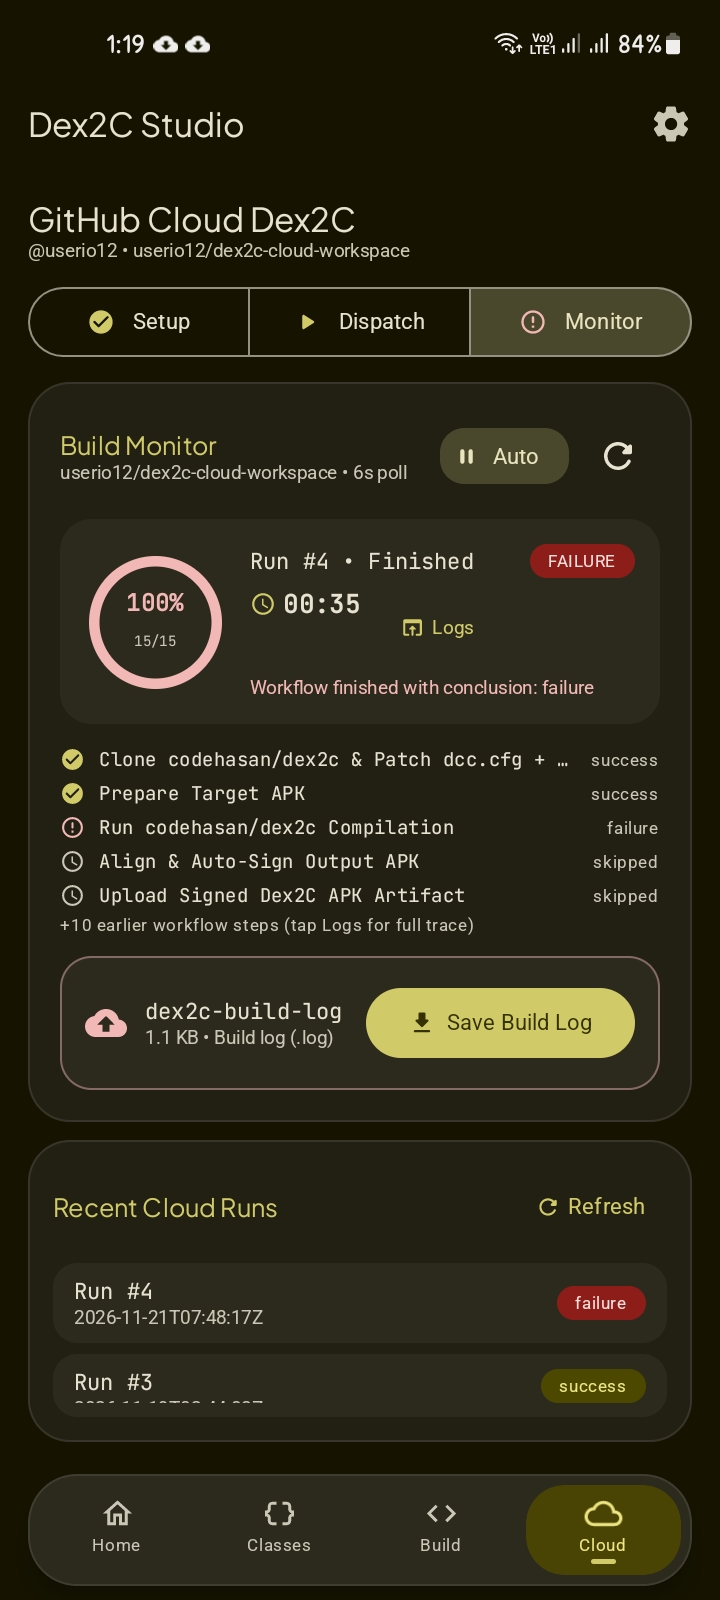 1:19
Vo))
LTE1
84%
Dex2C Studio
GitHub Cloud Dex2C
@userio12 • userio12/dex2c-cloud-workspace
Setup
Dispatch
Monitor
Build Monitor
userio12/dex2c-cloud-workspace • 6s poll
Auto
Run #4 • Finished
FAILURE
100%
15/15
00:35
Logs
Workflow finished with conclusion: failure
Clone codehasan/dex2c & Patch dcc.cfg + … success
Prepare Target APK success
Run codehasan/dex2c Compilation failure
Align & Auto-Sign Output APK skipped
Upload Signed Dex2C APK Artifact skipped
+10 earlier workflow steps (tap Logs for full trace)
dex2c-build-log
1.1 KB • Build log (.log)
Save Build Log
Recent Cloud Runs
Refresh
Run #4
2026-11-21T07:48:17Z
failure
Run #3
success
Home
Classes
Build
Cloud